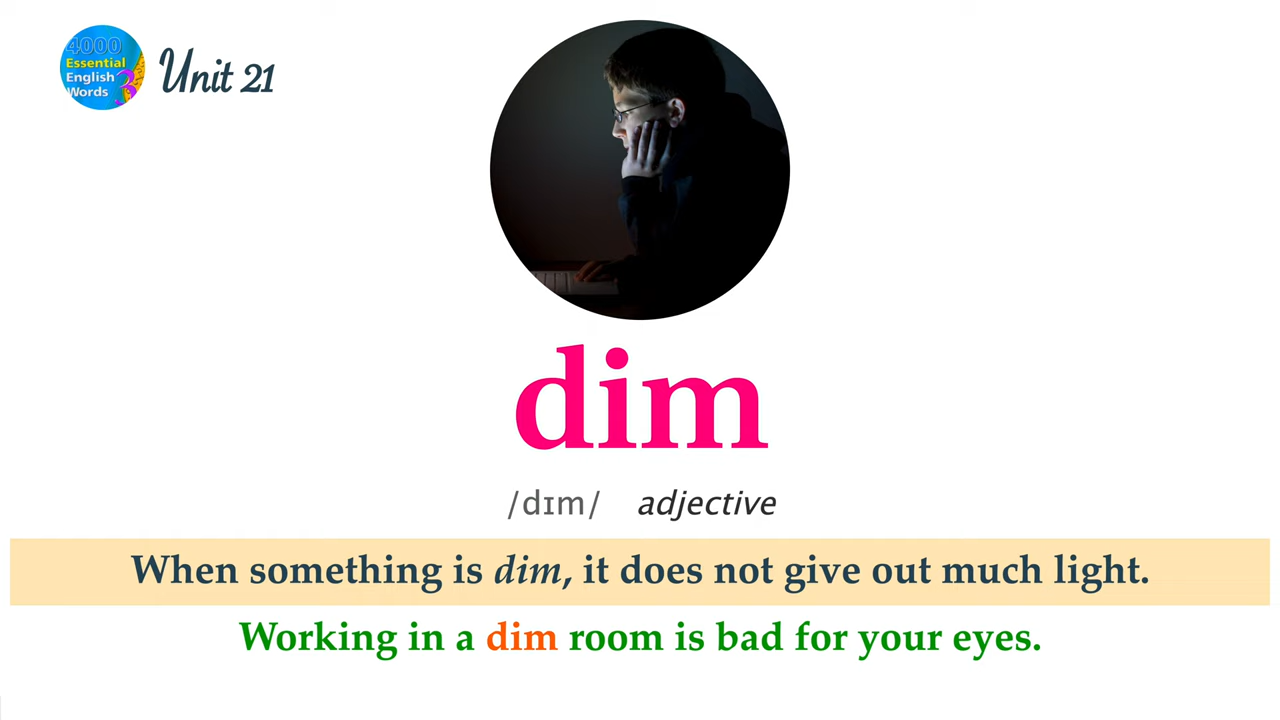 4000
Essential
English
Words 3
Unit 21
dim
/dɪm/ adjective
When something is dim, it does not give out much light.
Working in a dim room is bad for your eyes.